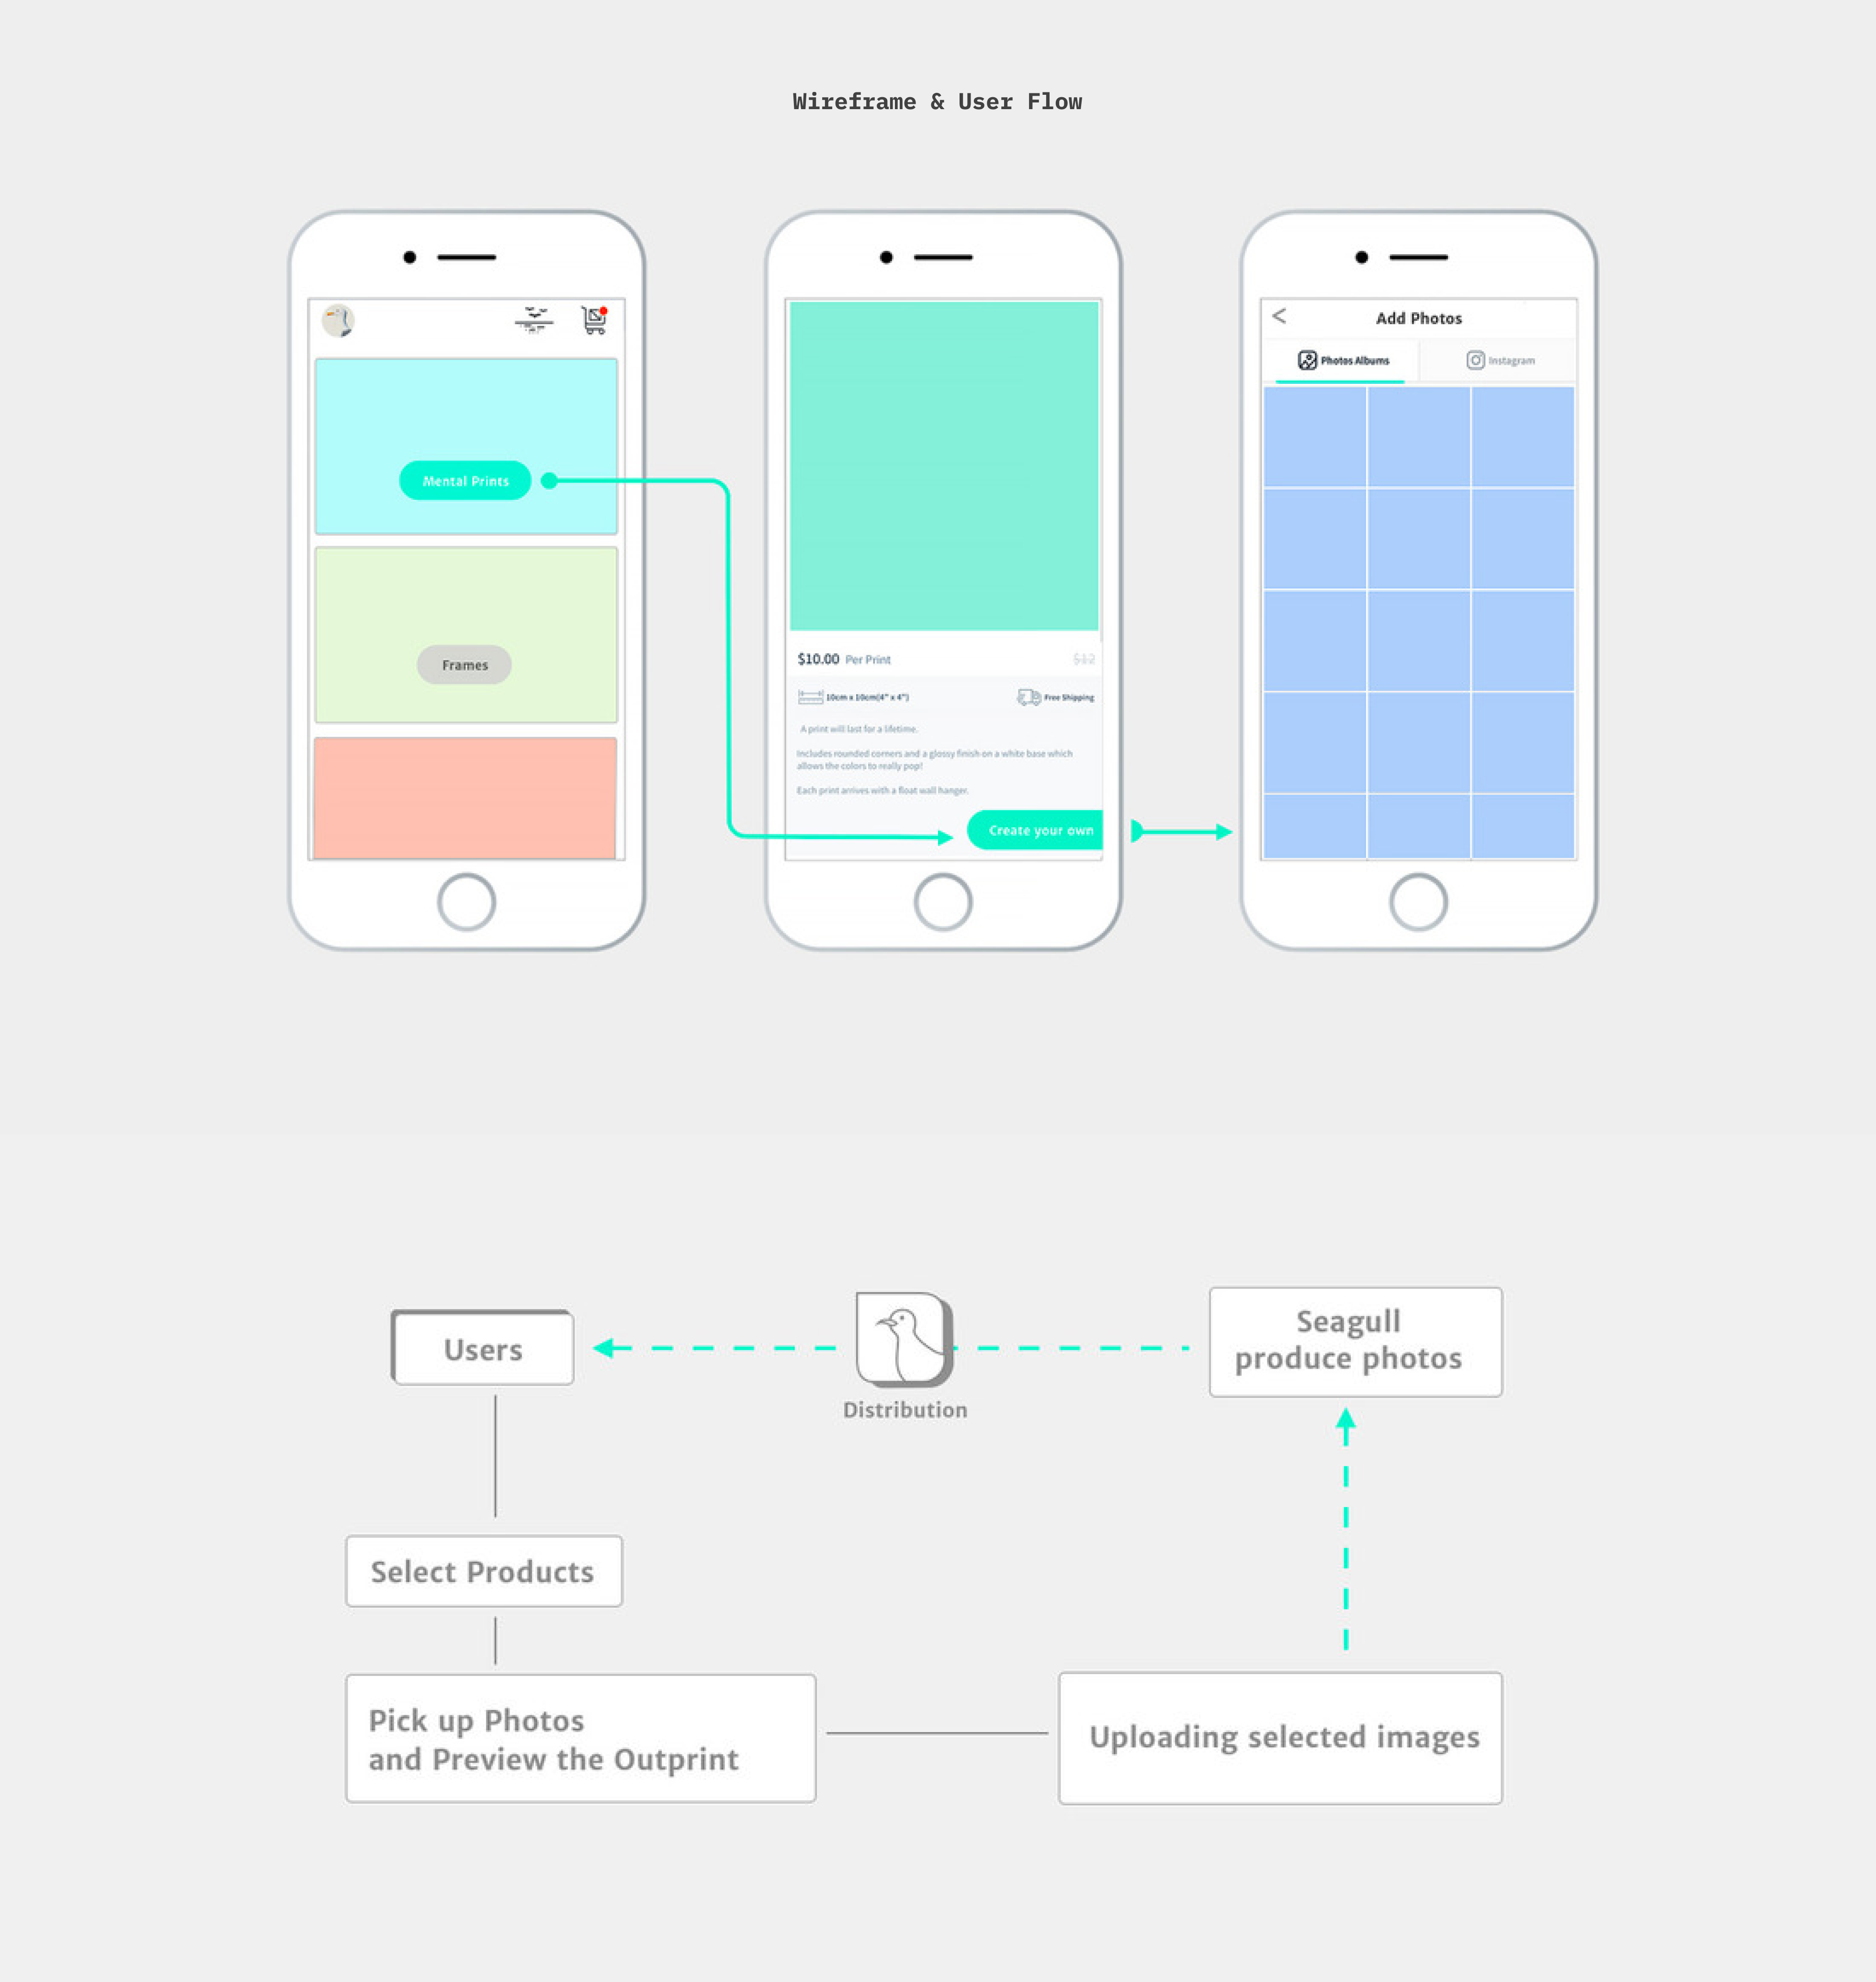 Wireframe & User Flow
Mental Prints
Frames
$10.00 Per Print
$12
10cm x 10cm(4" x 4")
Free Shipping
A print will last for a lifetime.
Includes rounded corners and a glossy finish on a white base which
allows the colors to really pop!
Each print arrives with a float wall hanger.
Create your own
<
Add Photos
Photos Albums
Instagram
Users
Distribution
Seagull
produce photos
Select Products
Pick up Photos
and Preview the Outprint
Uploading selected images